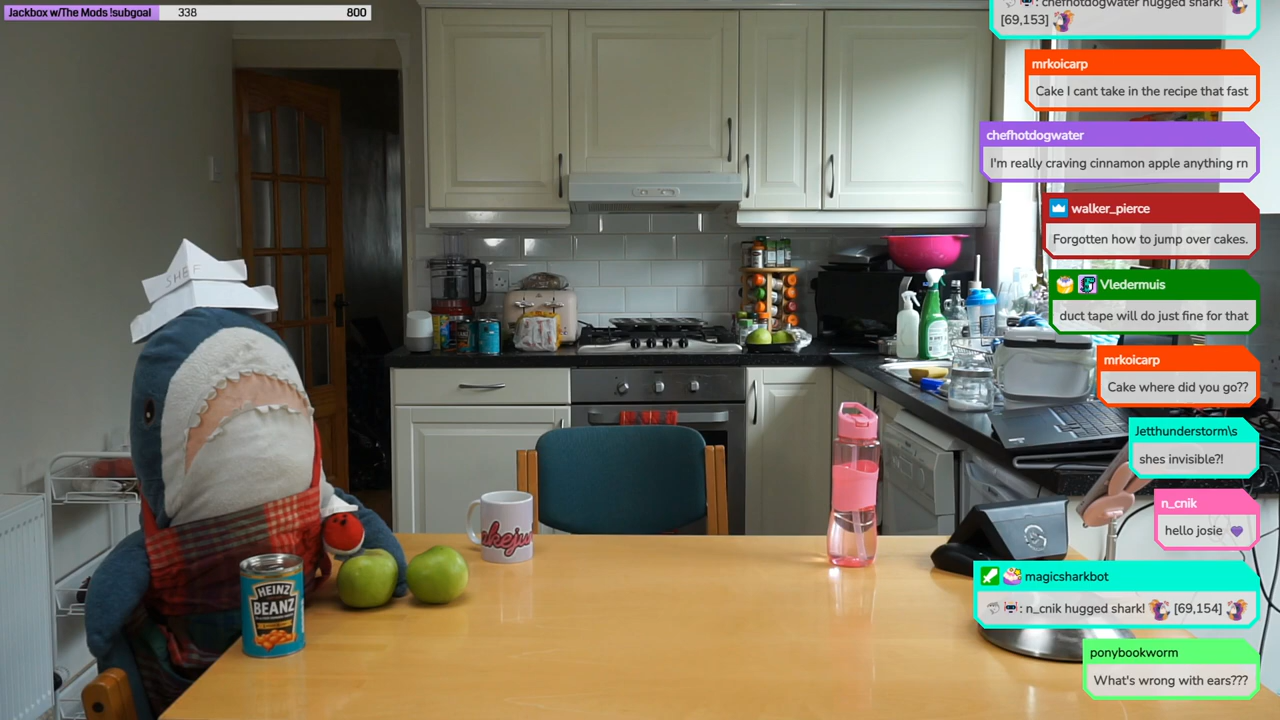 Jackbox w/The Mods !subgoal 338 800
: chefhotdogwater hugged shark!
[69,153]
mrkoicarp
Cake I cant take in the recipe that fast
chefhotdogwater
I'm really craving cinnamon apple anything rn
walker_pierce
Forgotten how to jump over cakes.
Vledermuis
duct tape will do just fine for that
mrkoicarp
Cake where did you go??
Jetthunderstorm\s
shes invisible?!
n_cnik
hello josie
magicsharkbot
: n_cnik hugged shark! [69,154]
ponybookworm
What's wrong with ears???
SHEF
akeju
HEINZ
BEANZ